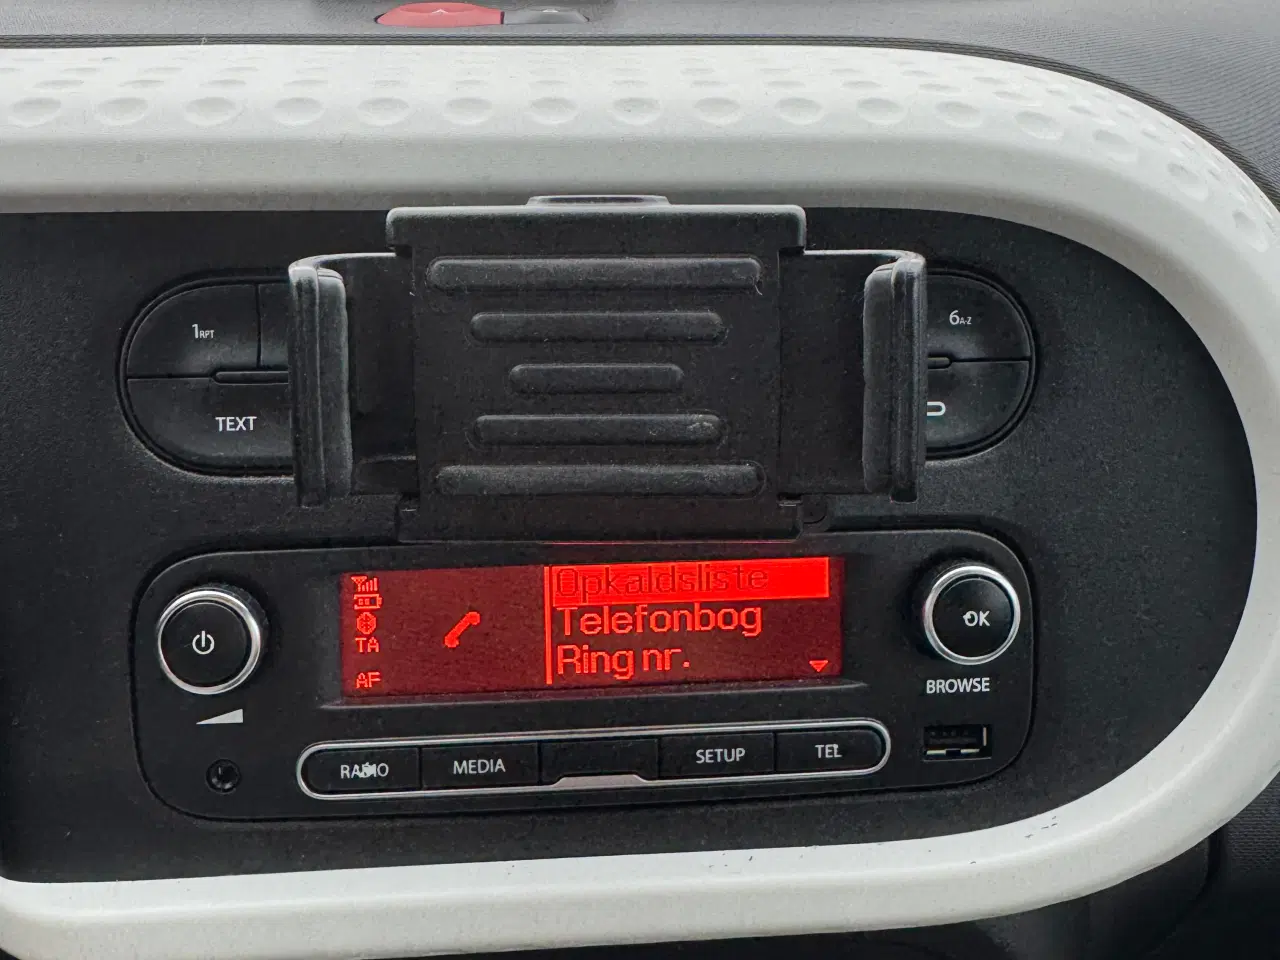 1RPT
6A-Z
TEXT
Opkaldsliste
Telefonbog
Ring nr.
TA
AF
OK
BROWSE
RADIO
MEDIA
SETUP
TEL